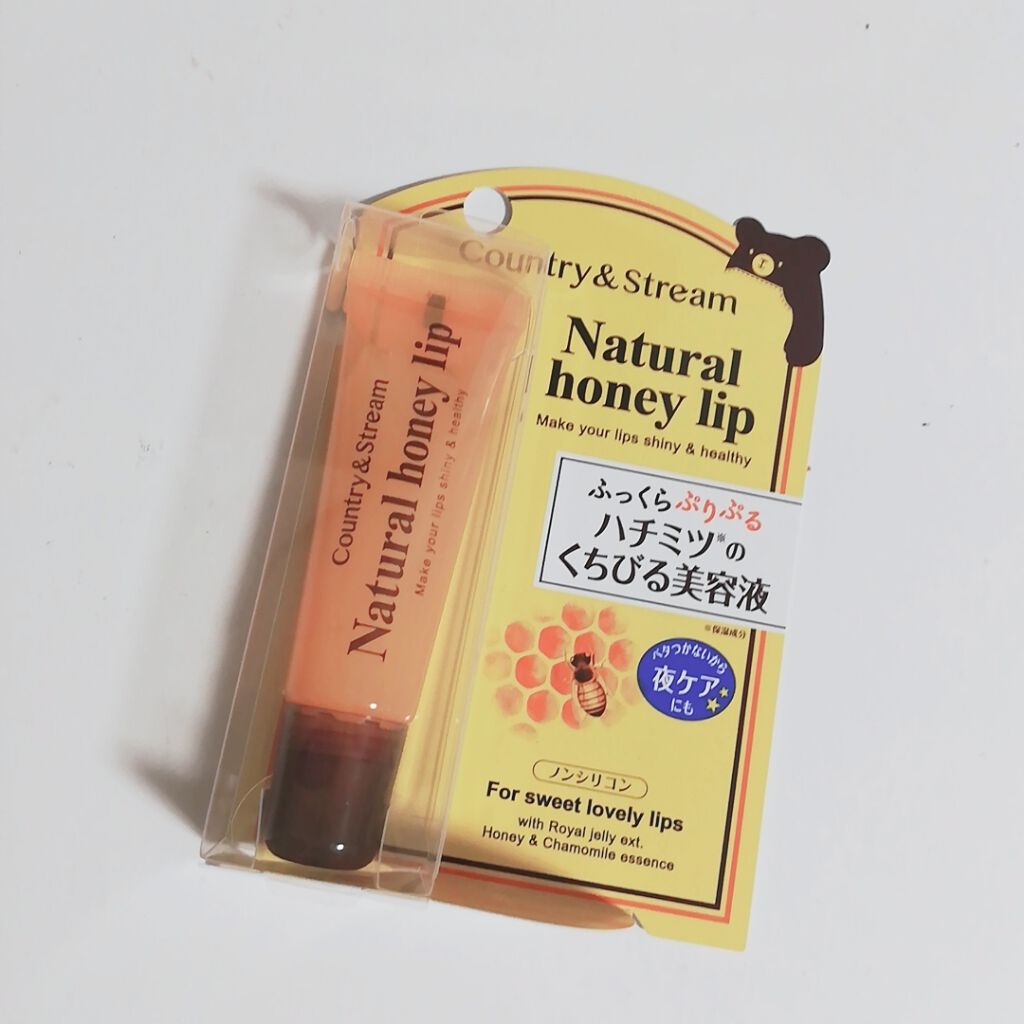 Country&Stream
Natural honey lip
Make your lips shiny & healthy
Country&Stream
Natural
honey lip
Make your lips shiny & healthy
ふっくらぷりぷる
ハチミツ※の
くちびる美容液
※保湿成分
ベタつかないから
夜ケア
にも
ノンシリコン
For sweet lovely lips
with Royal jelly ext.
Honey & Chamomile essence